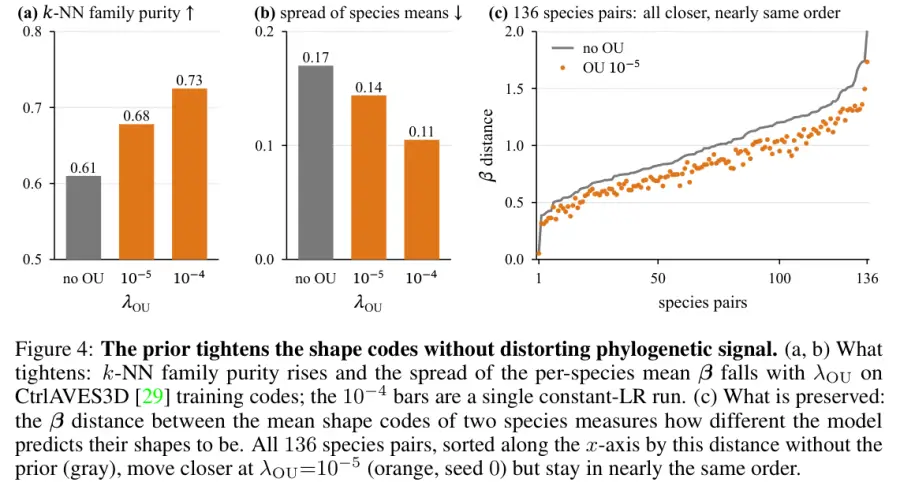 (a) k-NN family purity ↑
0.8
0.7
0.6
0.5
0.61
0.68
0.73
no OU
10⁻⁵
10⁻⁴
λOU
(b) spread of species means ↓
0.2
0.1
0.0
0.17
0.14
0.11
no OU
10⁻⁵
10⁻⁴
λOU
(c) 136 species pairs: all closer, nearly same order
2.0
1.5
1.0
0.5
0.0
β distance
no OU
OU 10⁻⁵
1
50
100
136
species pairs
Figure 4: The prior tightens the shape codes without distorting phylogenetic signal. (a, b) What
tightens: k-NN family purity rises and the spread of the per-species mean β falls with λOU on
CtrlAVES3D [29] training codes; the 10⁻⁴ bars are a single constant-LR run. (c) What is preserved:
the β distance between the mean shape codes of two species measures how different the model
predicts their shapes to be. All 136 species pairs, sorted along the x-axis by this distance without the
prior (gray), move closer at λOU=10⁻⁵ (orange, seed 0) but stay in nearly the same order.